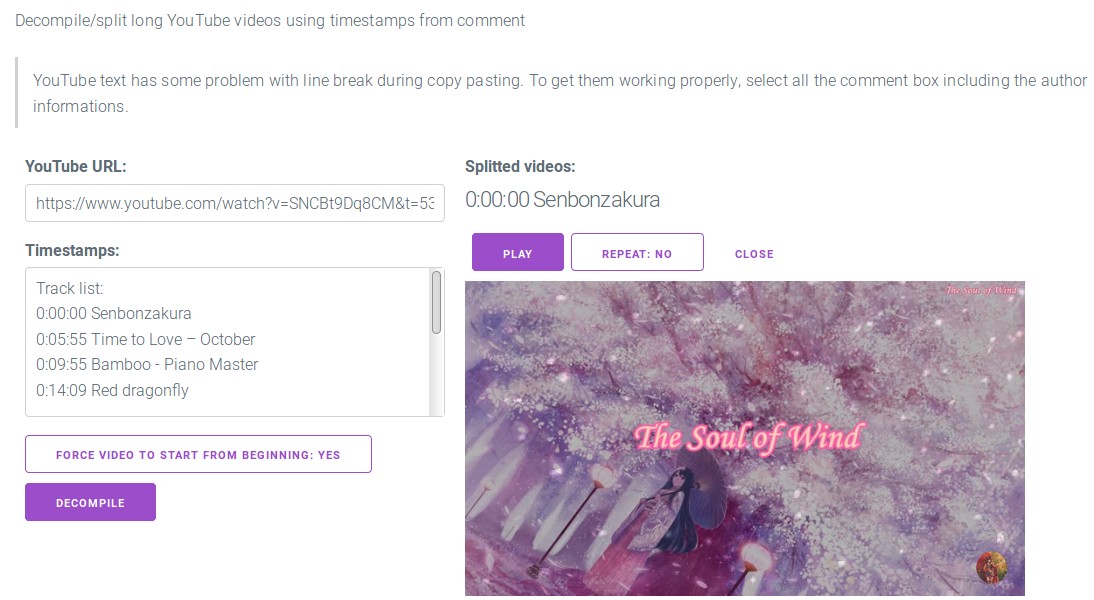 Decompile/split long YouTube videos using timestamps from comment
YouTube text has some problem with line break during copy pasting. To get them working properly, select all the comment box including the author
informations.
YouTube URL:
https://www.youtube.com/watch?v=SNCBt9Dq8CM&t=53
Timestamps:
Track list:
0:00:00 Senbonzakura
0:05:55 Time to Love – October
0:09:55 Bamboo - Piano Master
0:14:09 Red dragonfly
FORCE VIDEO TO START FROM BEGINNING: YES
DECOMPILE
Splitted videos:
0:00:00 Senbonzakura
PLAY
REPEAT: NO
CLOSE
The Soul of Wind
The Soul of Wind